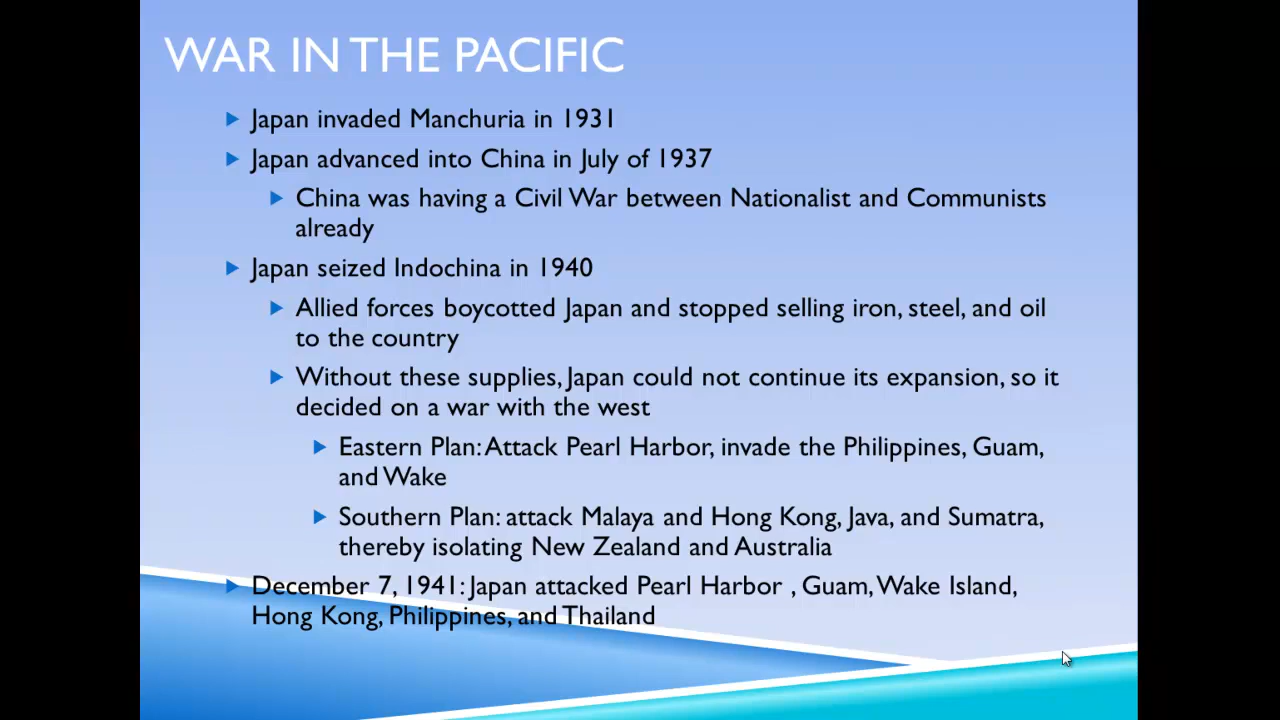 WAR IN THE PACIFIC
Japan invaded Manchuria in 1931
Japan advanced into China in July of 1937
China was having a Civil War between Nationalist and Communists
already
Japan seized Indochina in 1940
Allied forces boycotted Japan and stopped selling iron, steel, and oil
to the country
Without these supplies, Japan could not continue its expansion, so it
decided on a war with the west
Eastern Plan: Attack Pearl Harbor, invade the Philippines, Guam,
and Wake
Southern Plan: attack Malaya and Hong Kong, Java, and Sumatra,
thereby isolating New Zealand and Australia
December 7, 1941: Japan attacked Pearl Harbor , Guam, Wake Island,
Hong Kong, Philippines, and Thailand